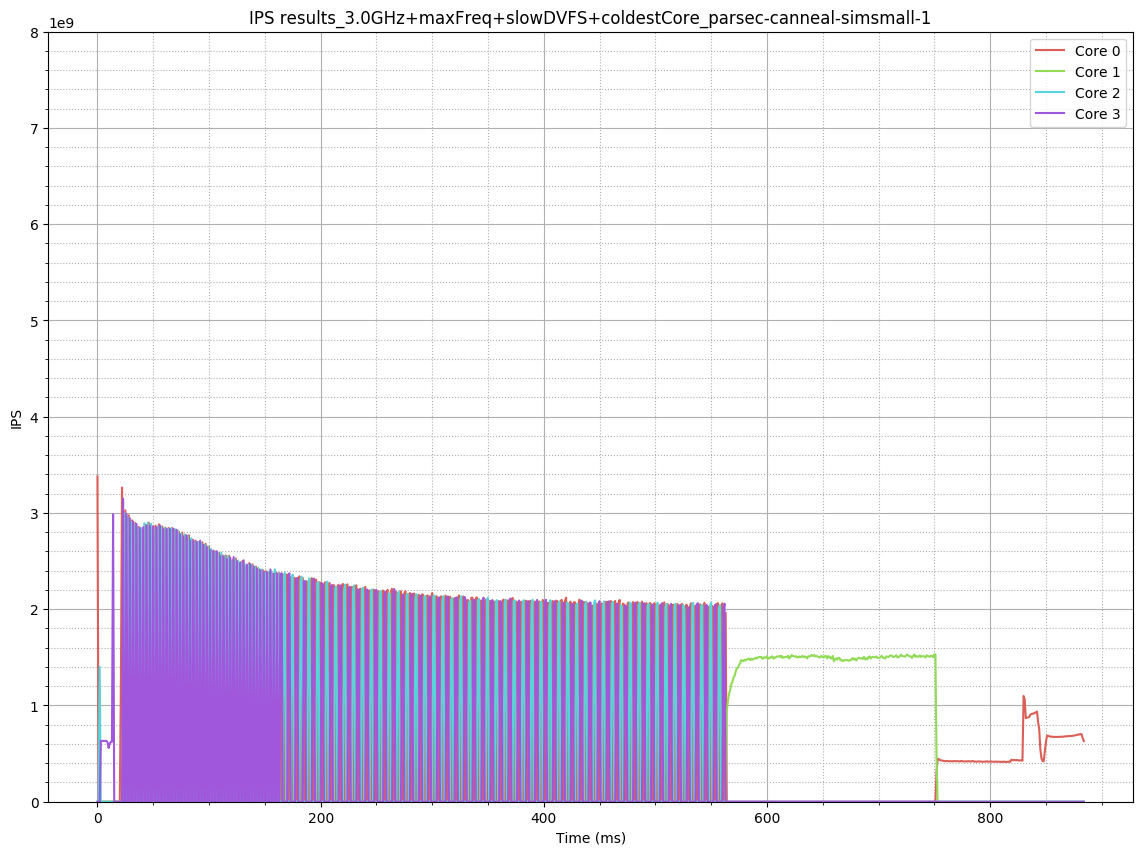 IPS results_3.0GHz+maxFreq+slowDVFS+coldestCore_parsec-canneal-simsmall-1
1e9
8
7
6
5
4
3
2
1
0
IPS
Core 0
Core 1
Core 2
Core 3
0 200 400 600 800
Time (ms)